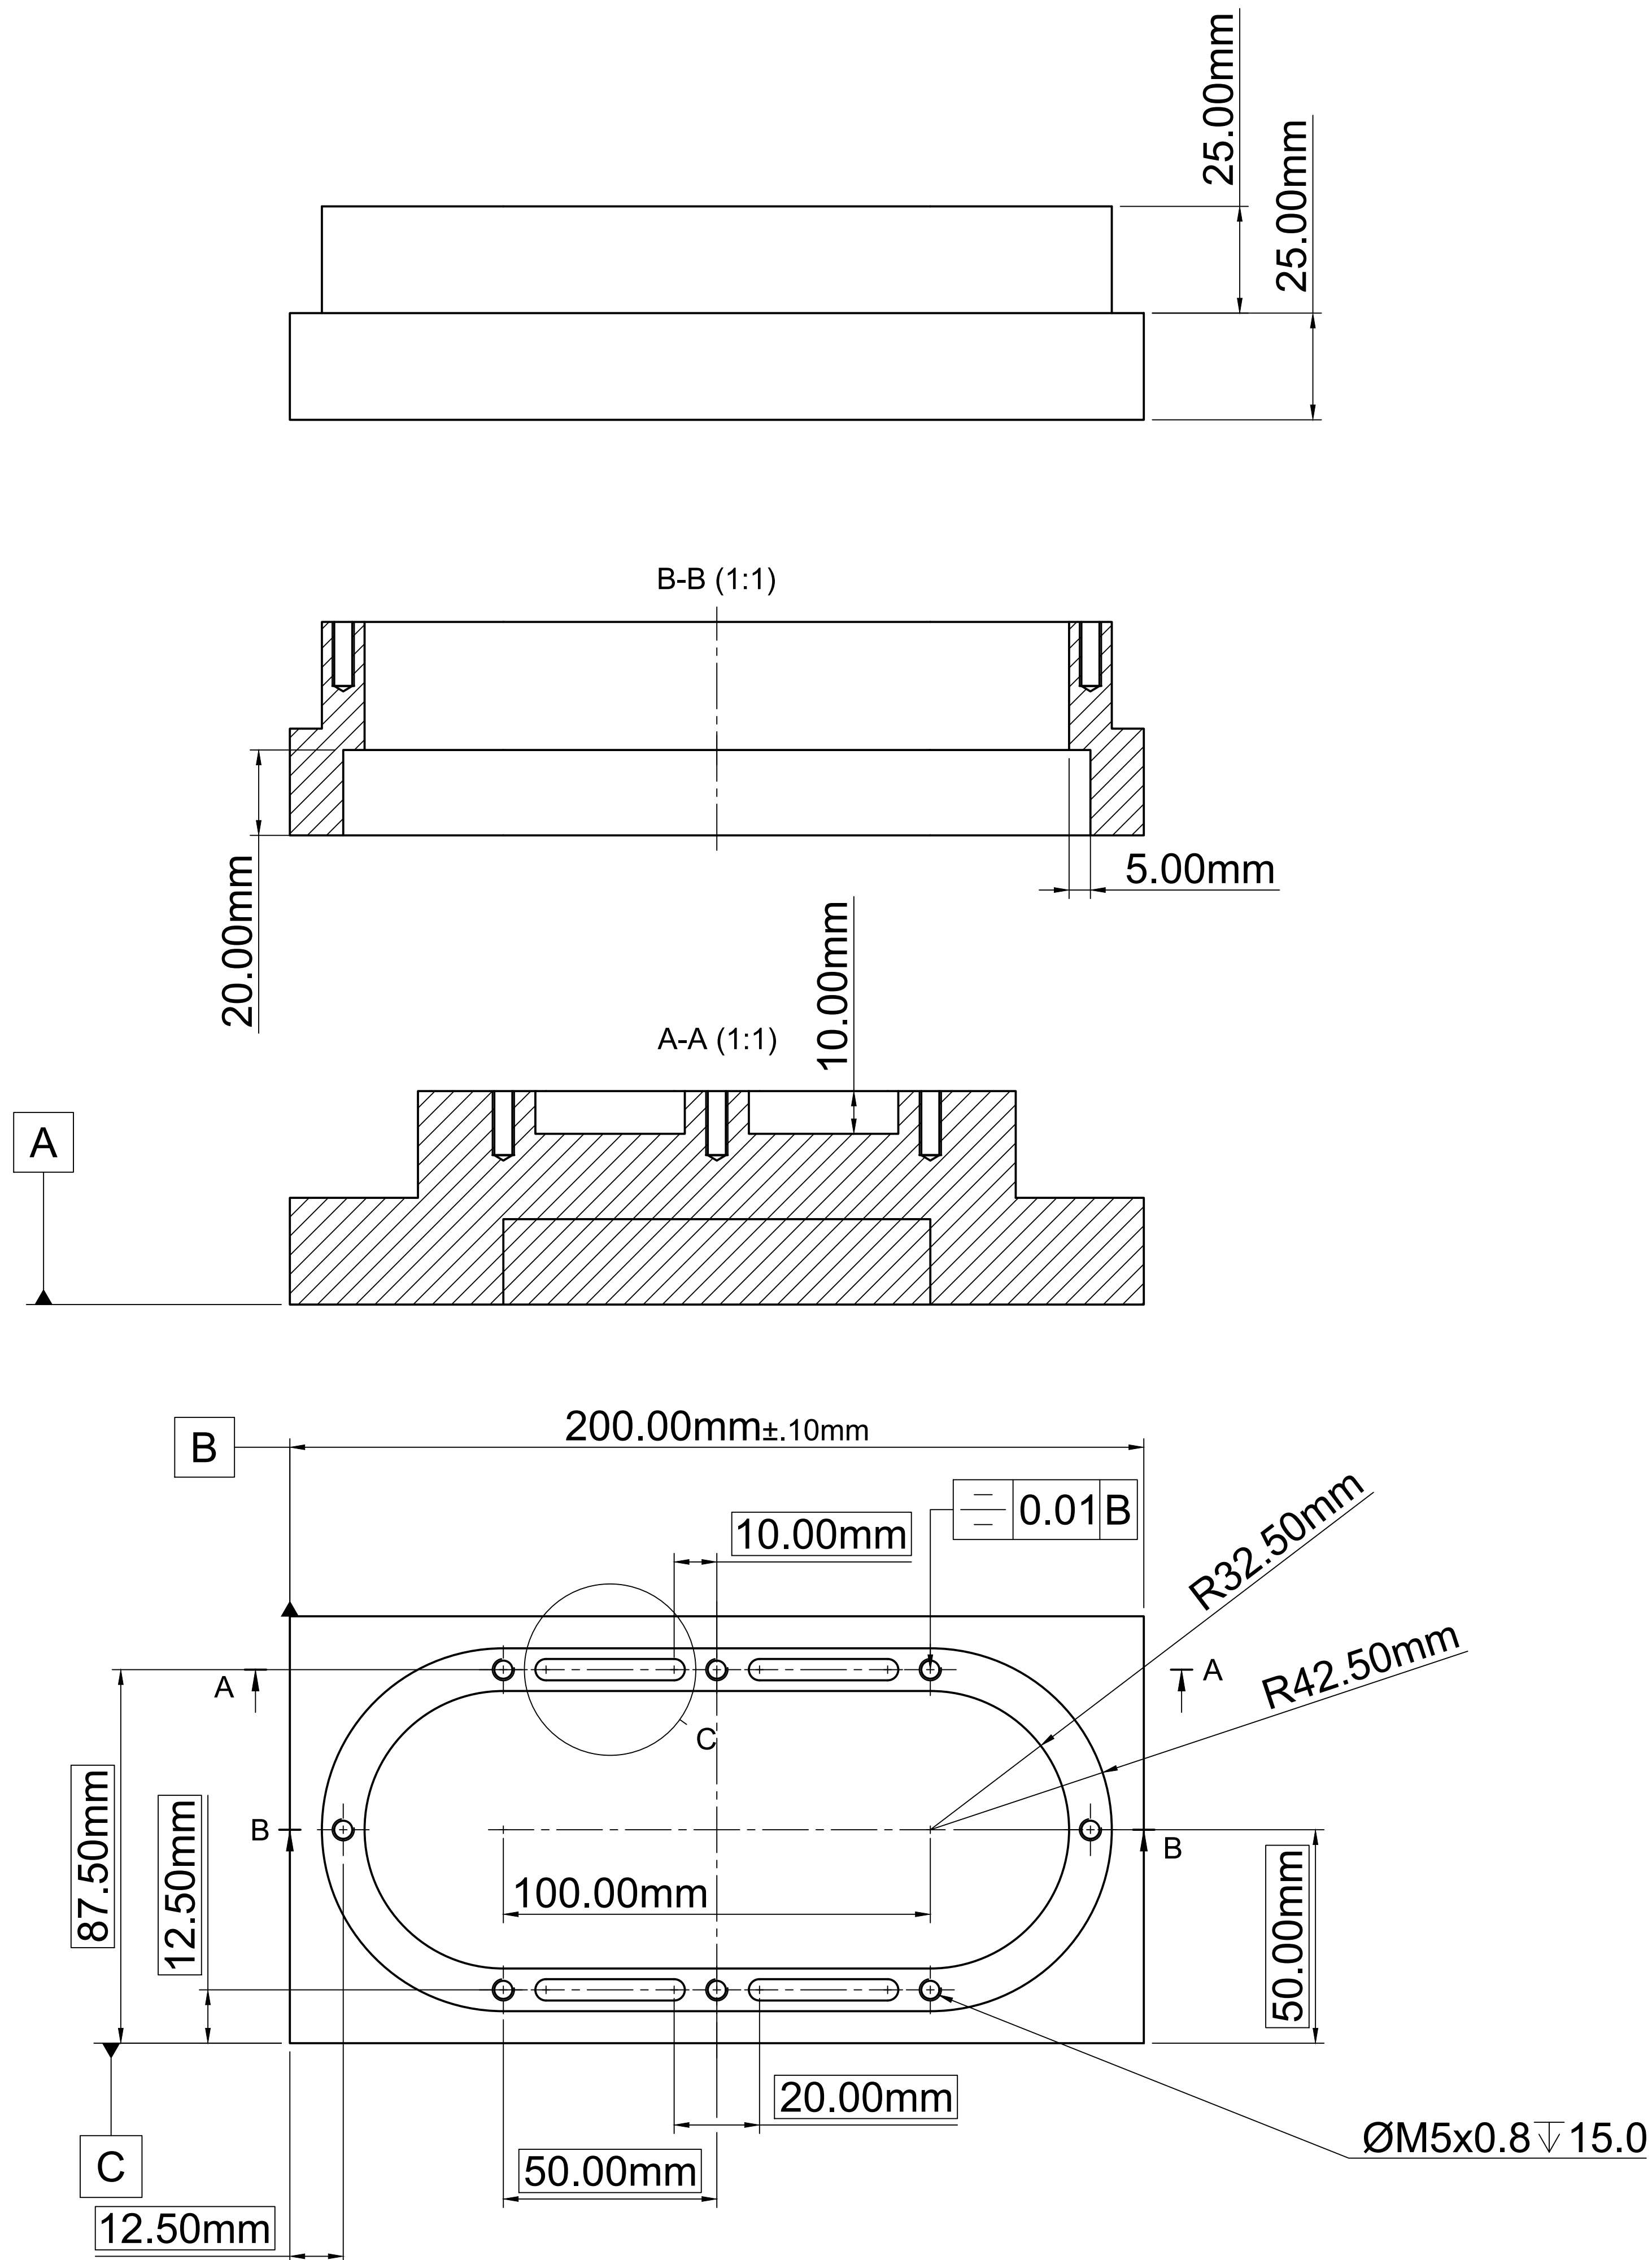 25.00mm
25.00mm
B-B (1:1)
20.00mm
5.00mm
10.00mm
A-A (1:1)
A
B
200.00mm±.10mm
0.01 B
10.00mm
R32.50mm
R42.50mm
A
A
C
87.50mm
12.50mm
B
B
100.00mm
50.00mm
20.00mm
50.00mm
C
12.50mm
ØM5x0.8↧15.0